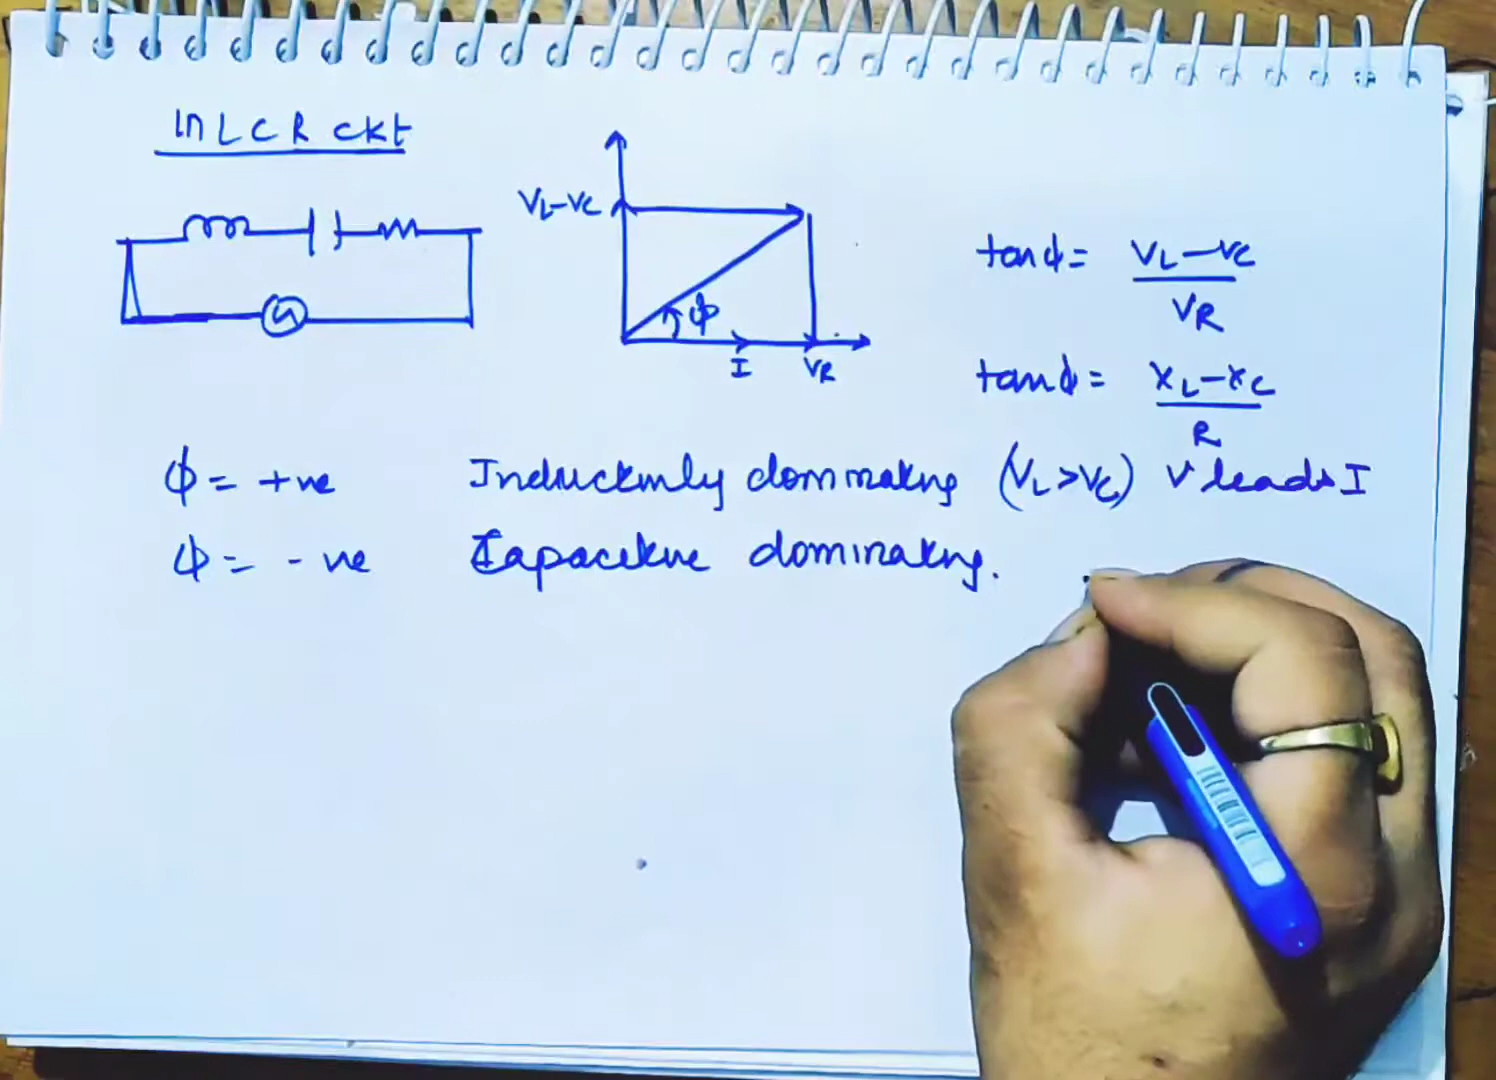 In L C R ckt
VL-VC
ϕ
I VR
tanϕ = VL-VC / VR
tanϕ = XL-XC / R
ϕ = +ve Inductively dominating (VL>VC) V leads I
ϕ = -ve Capacitive dominating.